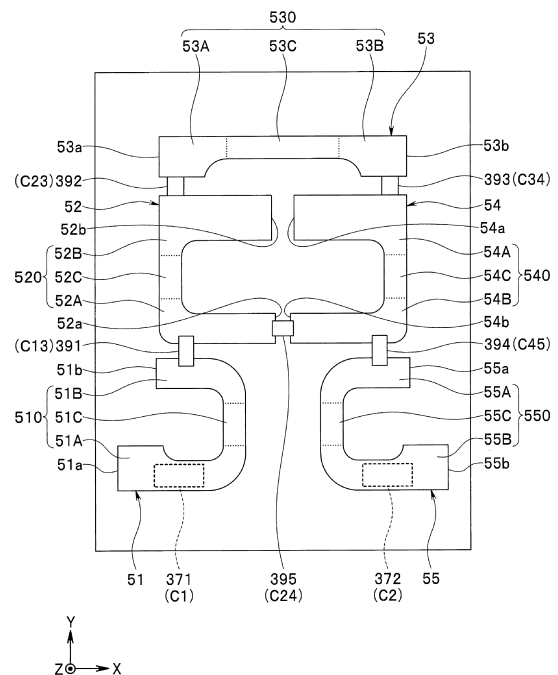 530
53A 53C 53B 53
53a 53b
(C23)392 393(C34)
52 54
52b 54a
52B 54A
520 52C 54C 540
52A 54B
52a 54b
(C13)391 394(C45)
51b 55a
51B 55A
510 51C 55C 550
51A 55B
51a 55b
51 371 395 372 55
(C1) (C24) (C2)
Y
Z X